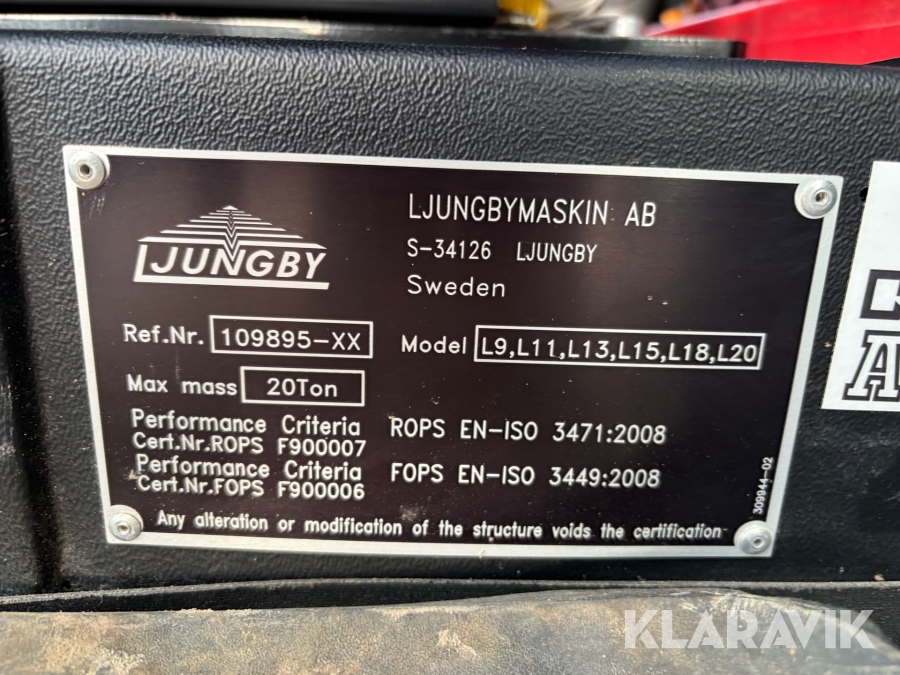 LJUNGBY
LJUNGBYMASKIN AB
S-34126 LJUNGBY
Sweden
Ref.Nr. 109895-XX
Model L9,L11,L13,L15,L18,L20
Max mass 20Ton
Performance Criteria ROPS EN-ISO 3471:2008
Cert.Nr.ROPS F900007
Performance Criteria FOPS EN-ISO 3449:2008
Cert.Nr.FOPS F900006
309914-02
Any alteration or modification of the structure voids the certification
KLARAVIK